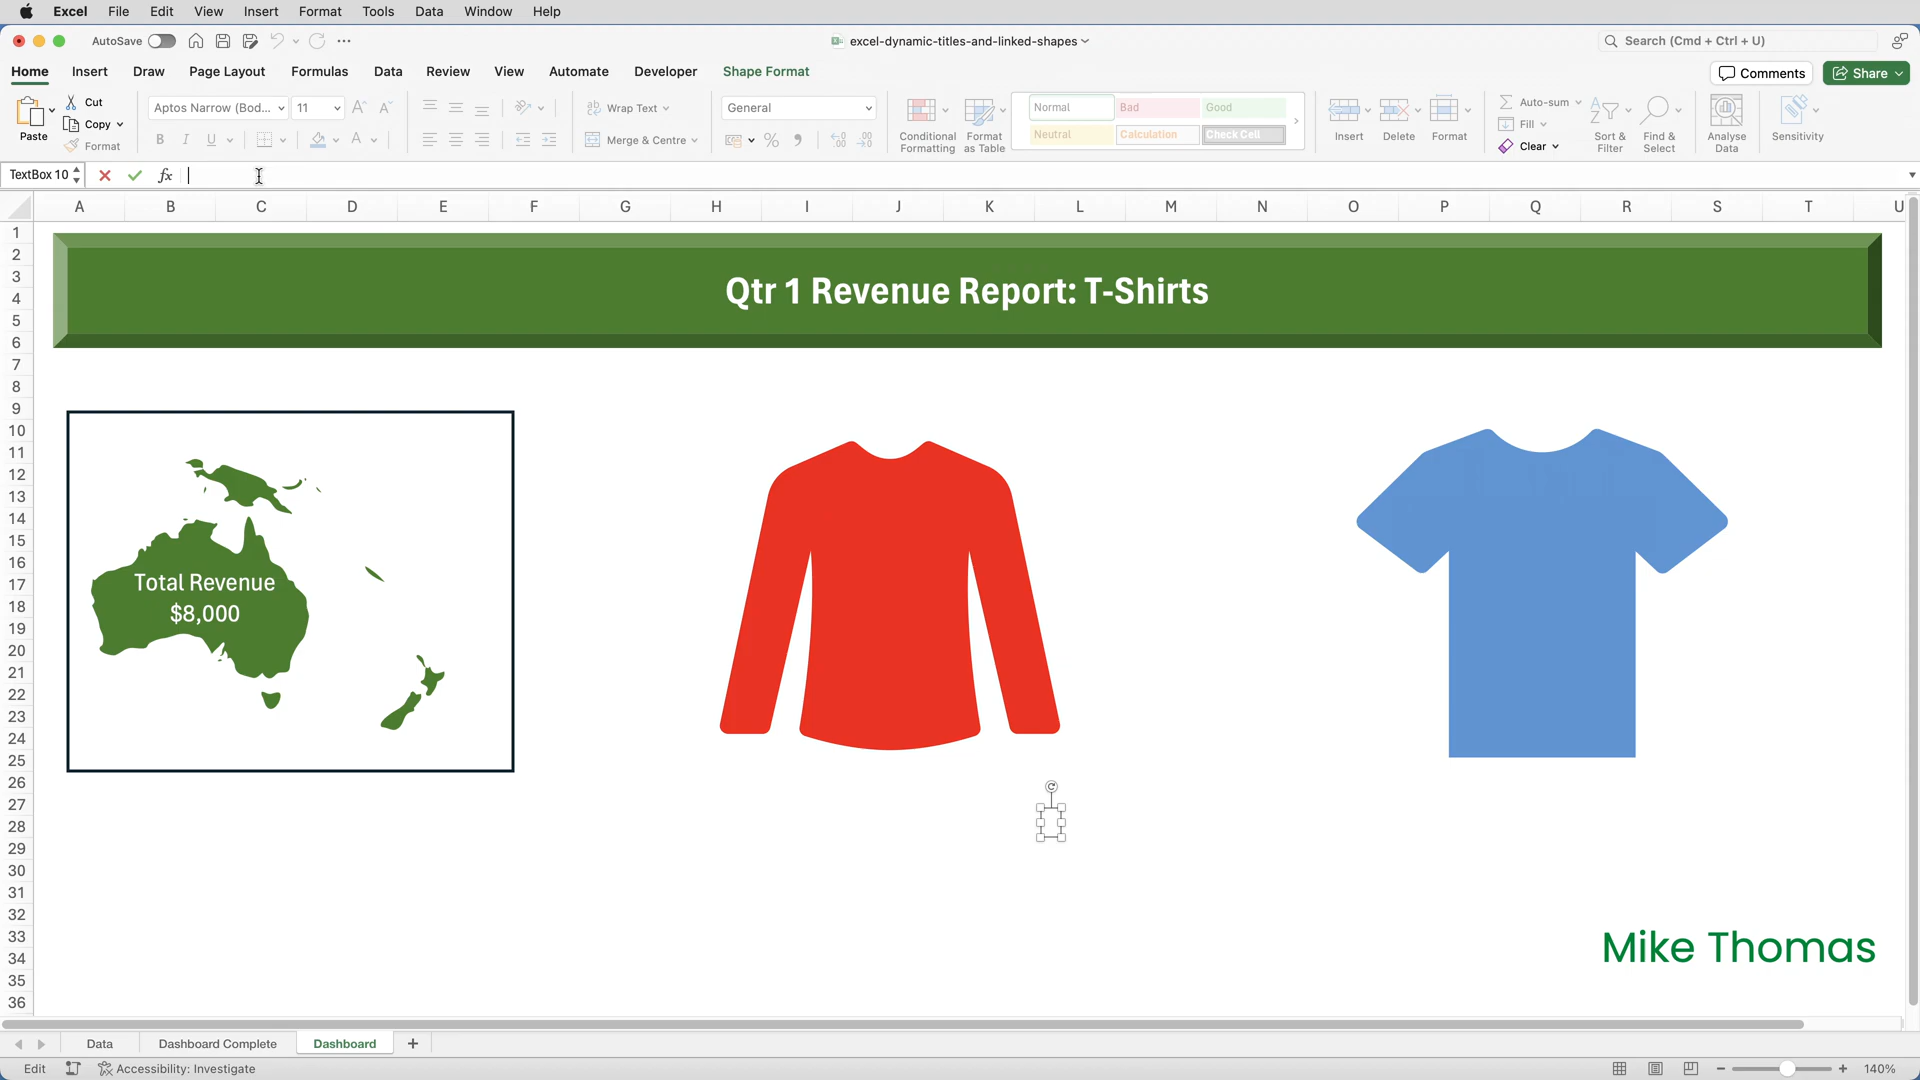 Excel File Edit View Insert Format Tools Data Window Help
AutoSave excel-dynamic-titles-and-linked-shapes Search (Cmd + Ctrl + U)
Home Insert Draw Page Layout Formulas Data Review View Automate Developer Shape Format Comments Share
Paste Cut Copy Format
Aptos Narrow (Bod... 11
B I U A
ab Wrap Text
Merge & Centre
General
%
Conditional Formatting
Format as Table
Normal Bad Good
Neutral Calculation Check Cell
Insert Delete Format
Auto-sum
Fill
Clear
Sort & Filter
Find & Select
Analyse Data
Sensitivity
TextBox 10 fx
A B C D E F G H I J K L M N O P Q R S T U
1
2
3
4
5
6
7
8
9
10
11
12
13
14
15
16
17
18
19
20
21
22
23
24
25
26
27
28
29
30
31
32
33
34
35
36
Qtr 1 Revenue Report: T-Shirts
Total Revenue
$8,000
Mike Thomas
Data Dashboard Complete Dashboard +
Edit Accessibility: Investigate 140%